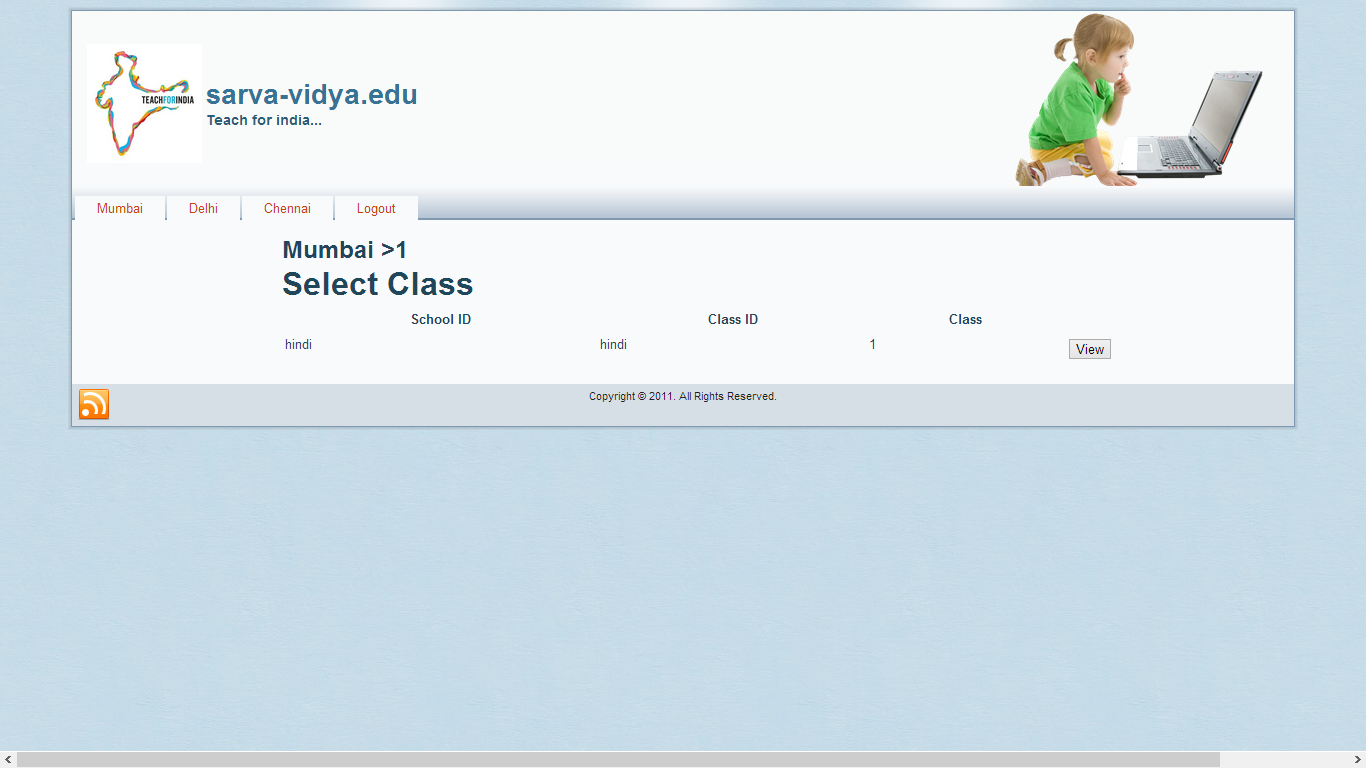 TEACHFORINDIA
sarva-vidya.edu
Teach for india...
Mumbai Delhi Chennai Logout
Mumbai >1
Select Class
School ID Class ID Class
hindi hindi 1 View
Copyright © 2011. All Rights Reserved.